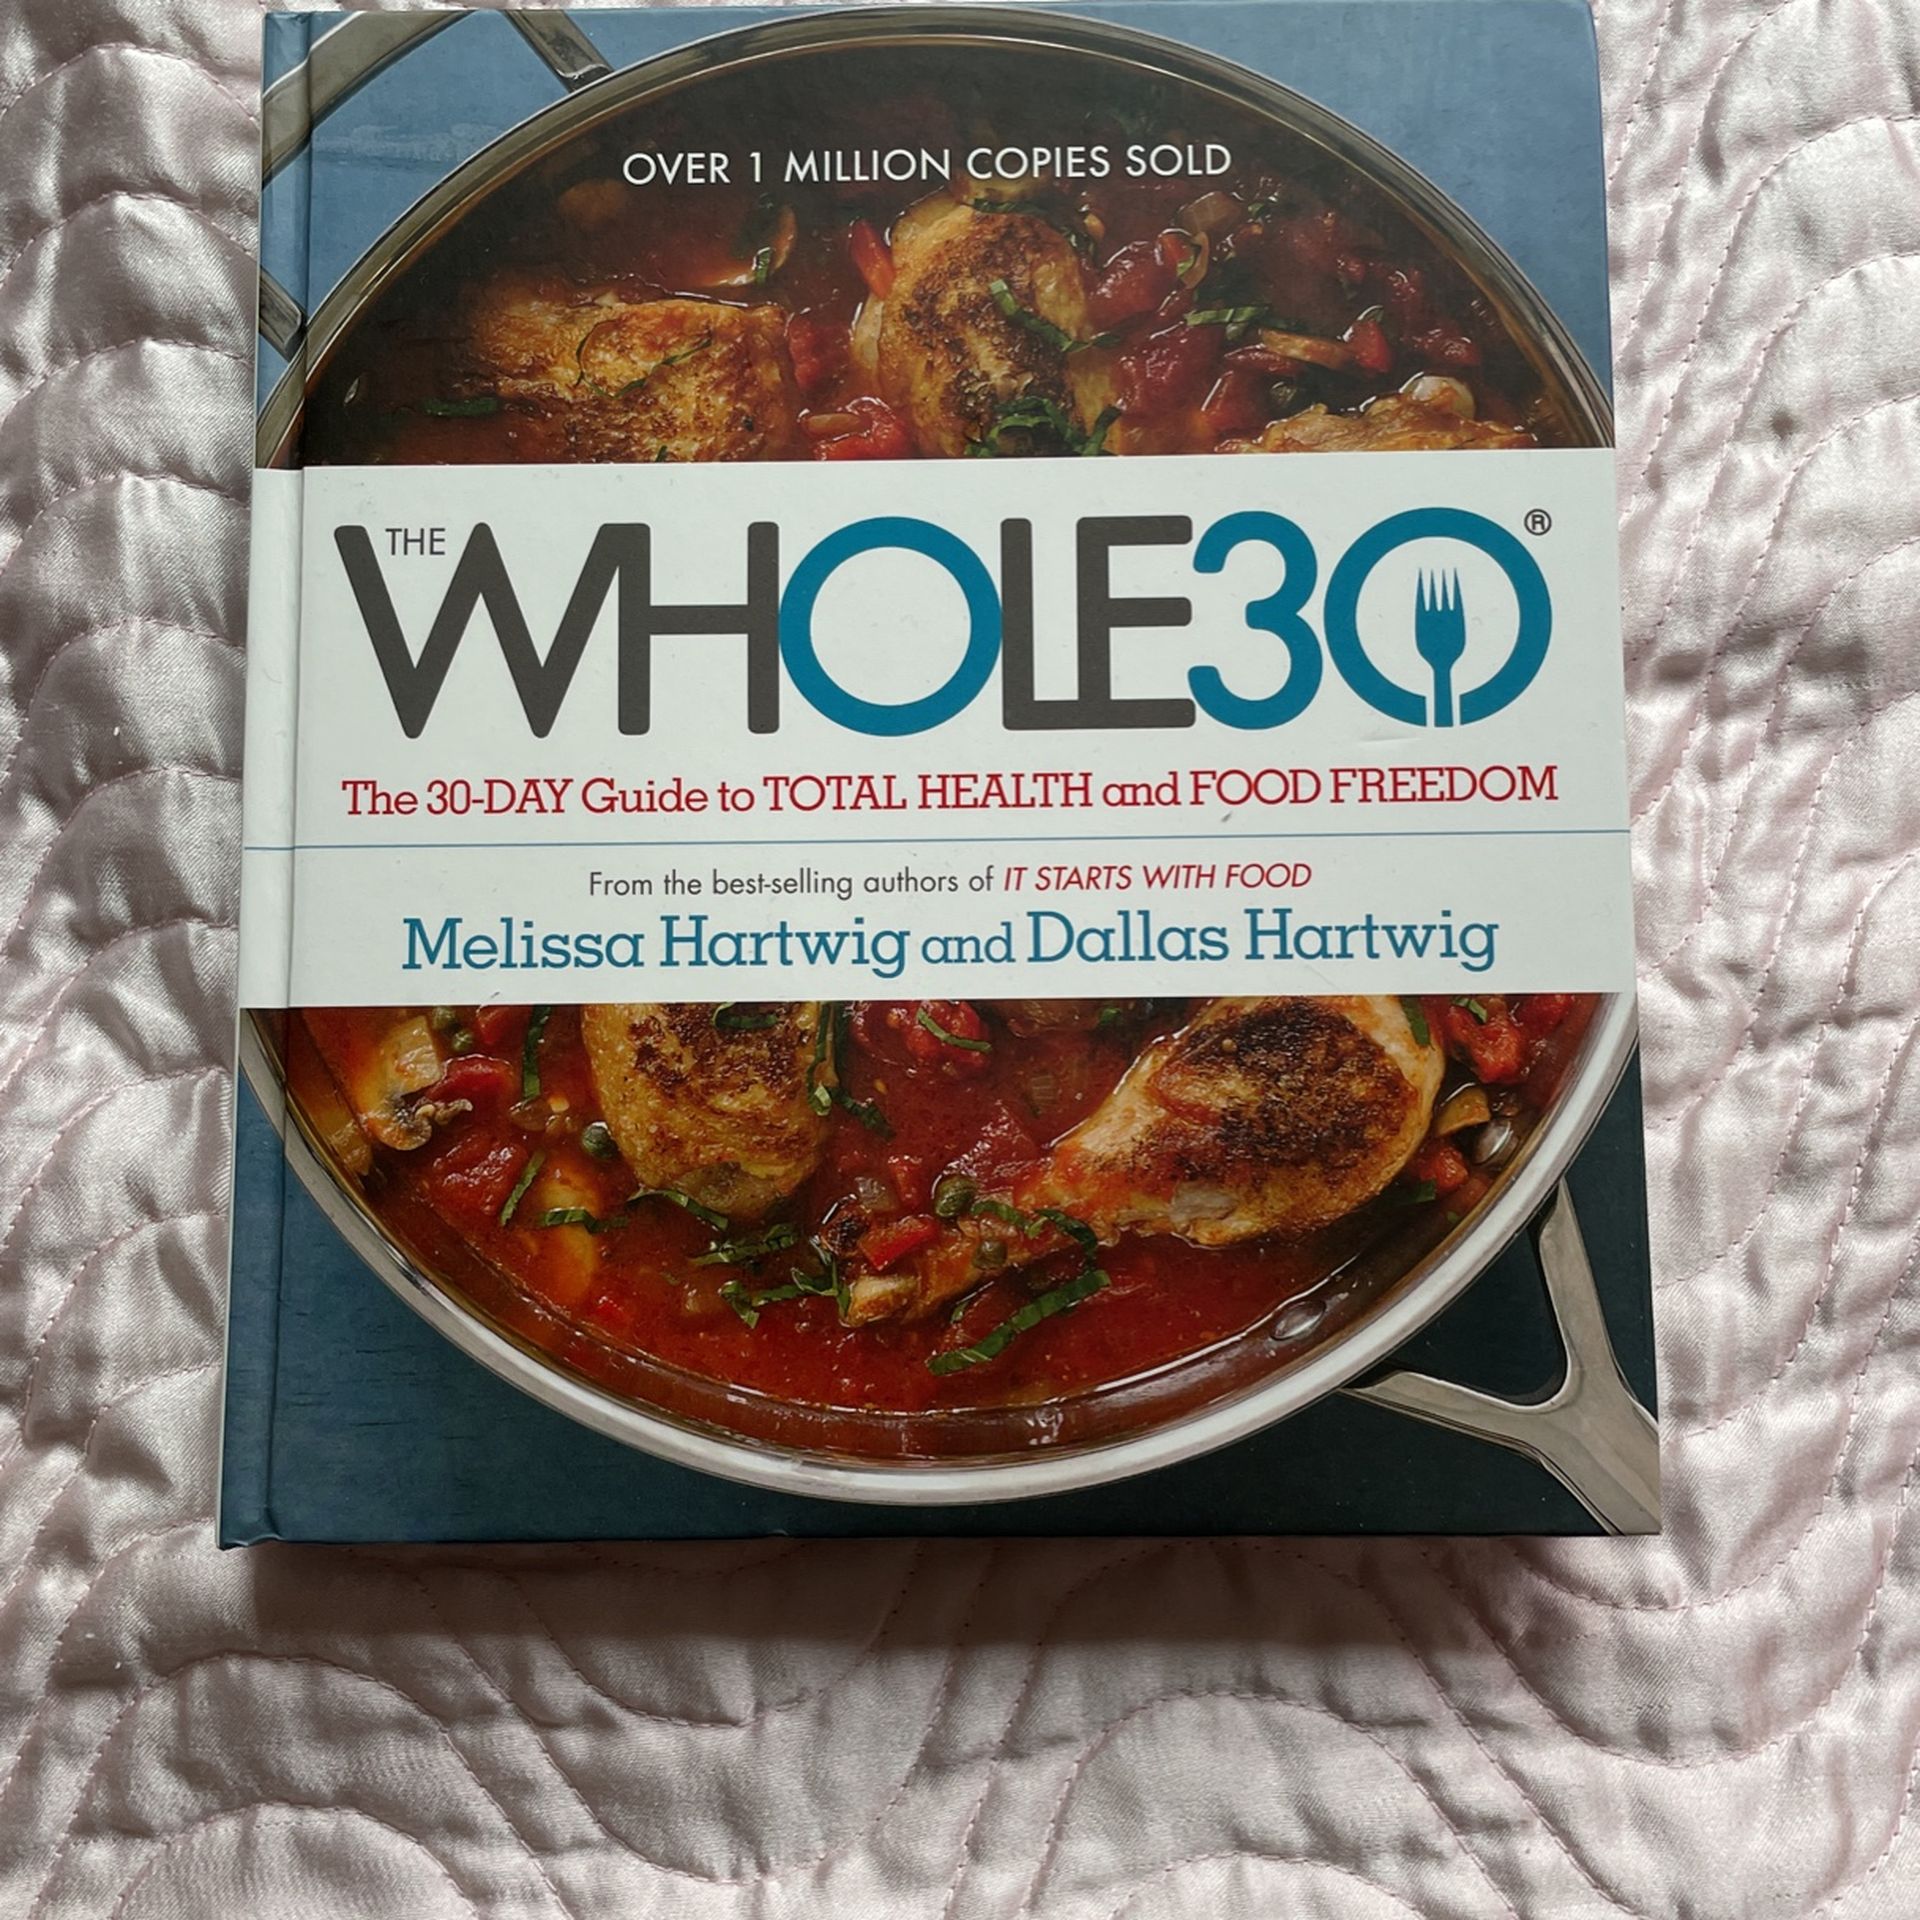 OVER 1 MILLION COPIES SOLD
THE
WHOLE30®
The 30-DAY Guide to TOTAL HEALTH and FOOD FREEDOM
From the best-selling authors of IT STARTS WITH FOOD
Melissa Hartwig and Dallas Hartwig